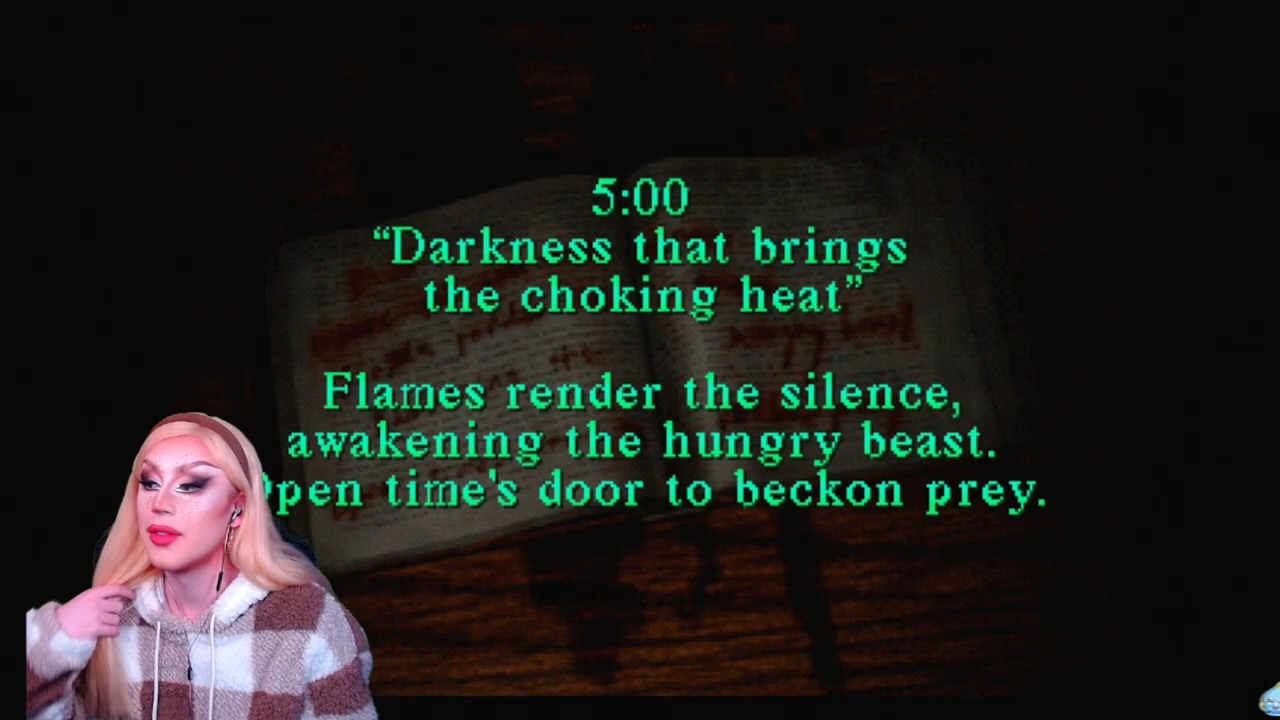 5:00
“Darkness that brings
the choking heat”
Flames render the silence,
awakening the hungry beast.
Open time's door to beckon prey.